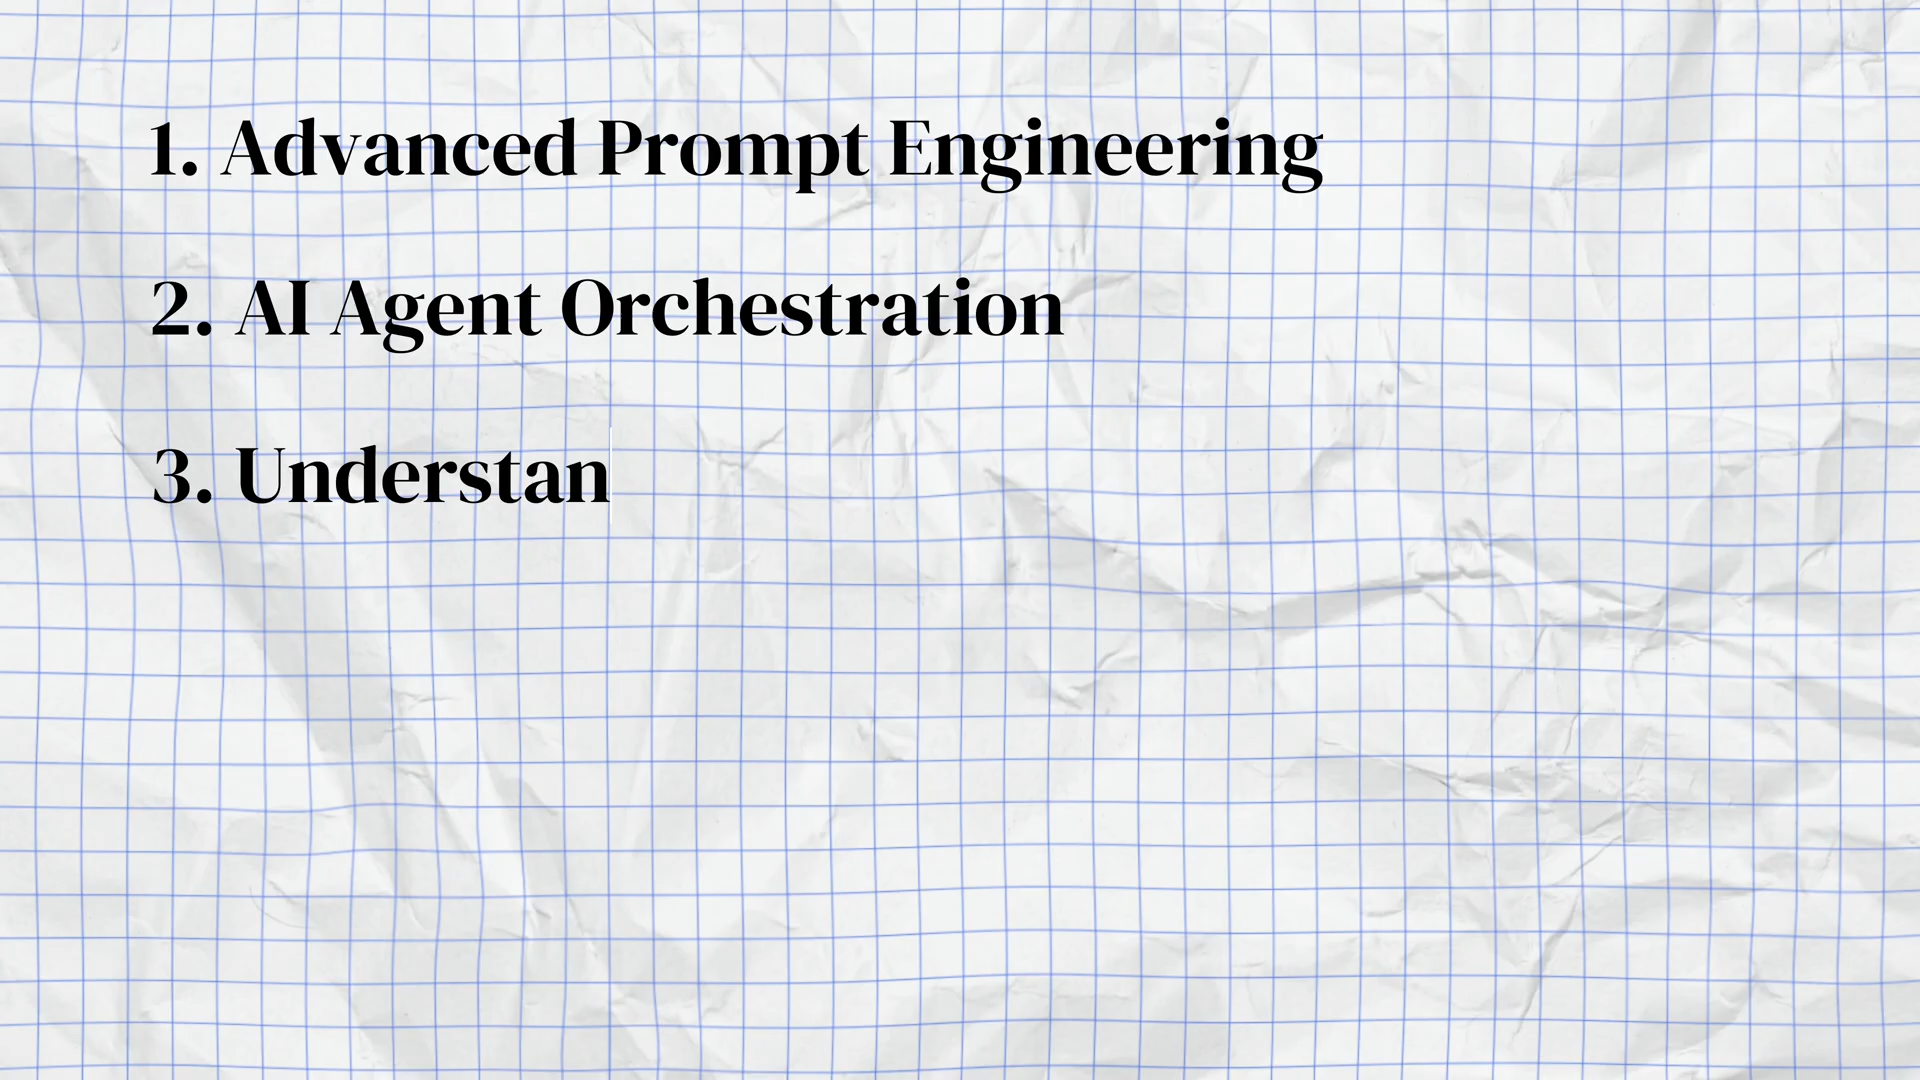 1. Advanced Prompt Engineering
2. AI Agent Orchestration
3. Understan